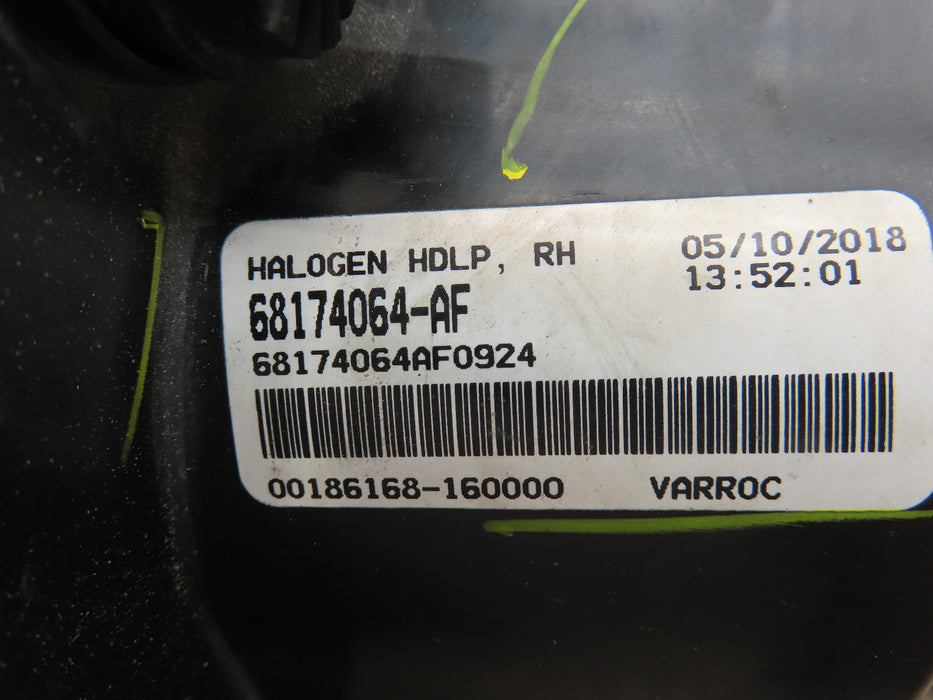 HALOGEN HDLP, RH
05/10/2018
13:52:01
68174064-AF
68174064AF0924
00186168-160000
VARROC